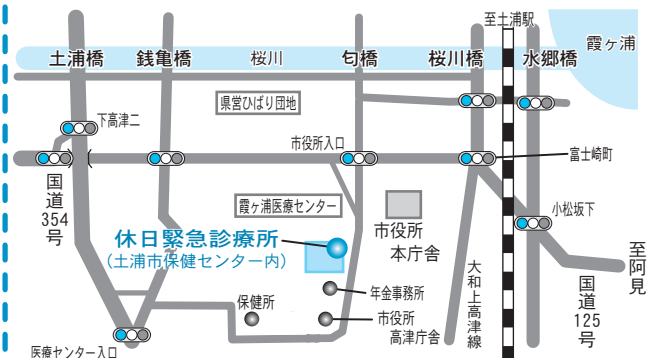 至土浦駅
霞ヶ浦
土浦橋
銭亀橋
桜川
匂橋
桜川橋
水郷橋
県営ひばり団地
下高津二
市役所入口
富士崎町
国道
354
号
霞ヶ浦医療センター
市役所
本庁舎
小松坂下
休日緊急診療所
(土浦市保健センター内)
至阿見
大和上高津線
国道
125
号
年金事務所
保健所
市役所
高津庁舎
医療センター入口